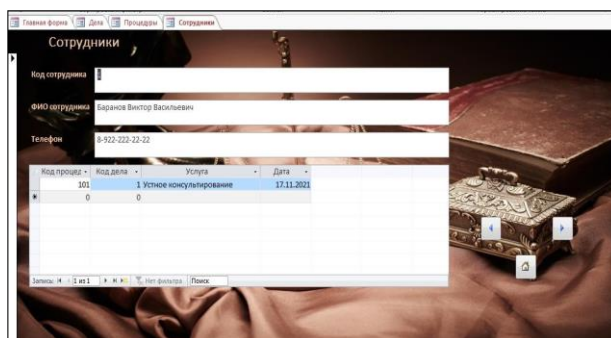 Главная форма Дела Процедуры Сотрудники
Сотрудники
Код сотрудника
ФИО сотрудника Баранов Виктор Васильевич
Телефон 8-922-222-22-22
Код процед Код дела Услуга Дата
101 1 Устное консультирование 17.11.2021
0 0
Запись: 1 из 1 Нет фильтра Поиск